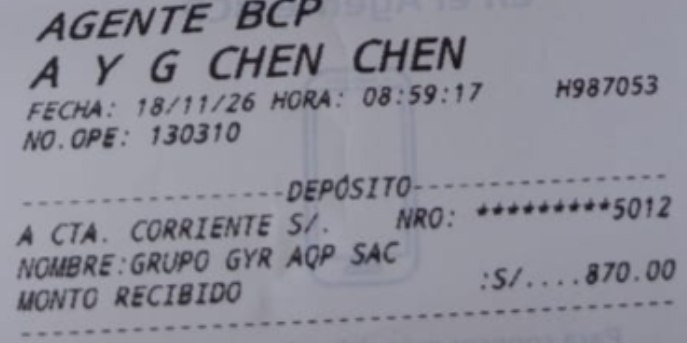 AGENTE BCP
A Y G CHEN CHEN
FECHA: 18/11/26 HORA: 08:59:17 H987053
NO.OPE: 130310
-----------------DEPÓSITO-----------------
A CTA. CORRIENTE S/. NRO: *********5012
NOMBRE:GRUPO GYR AQP SAC
MONTO RECIBIDO :S/....870.00
------------------------------------------